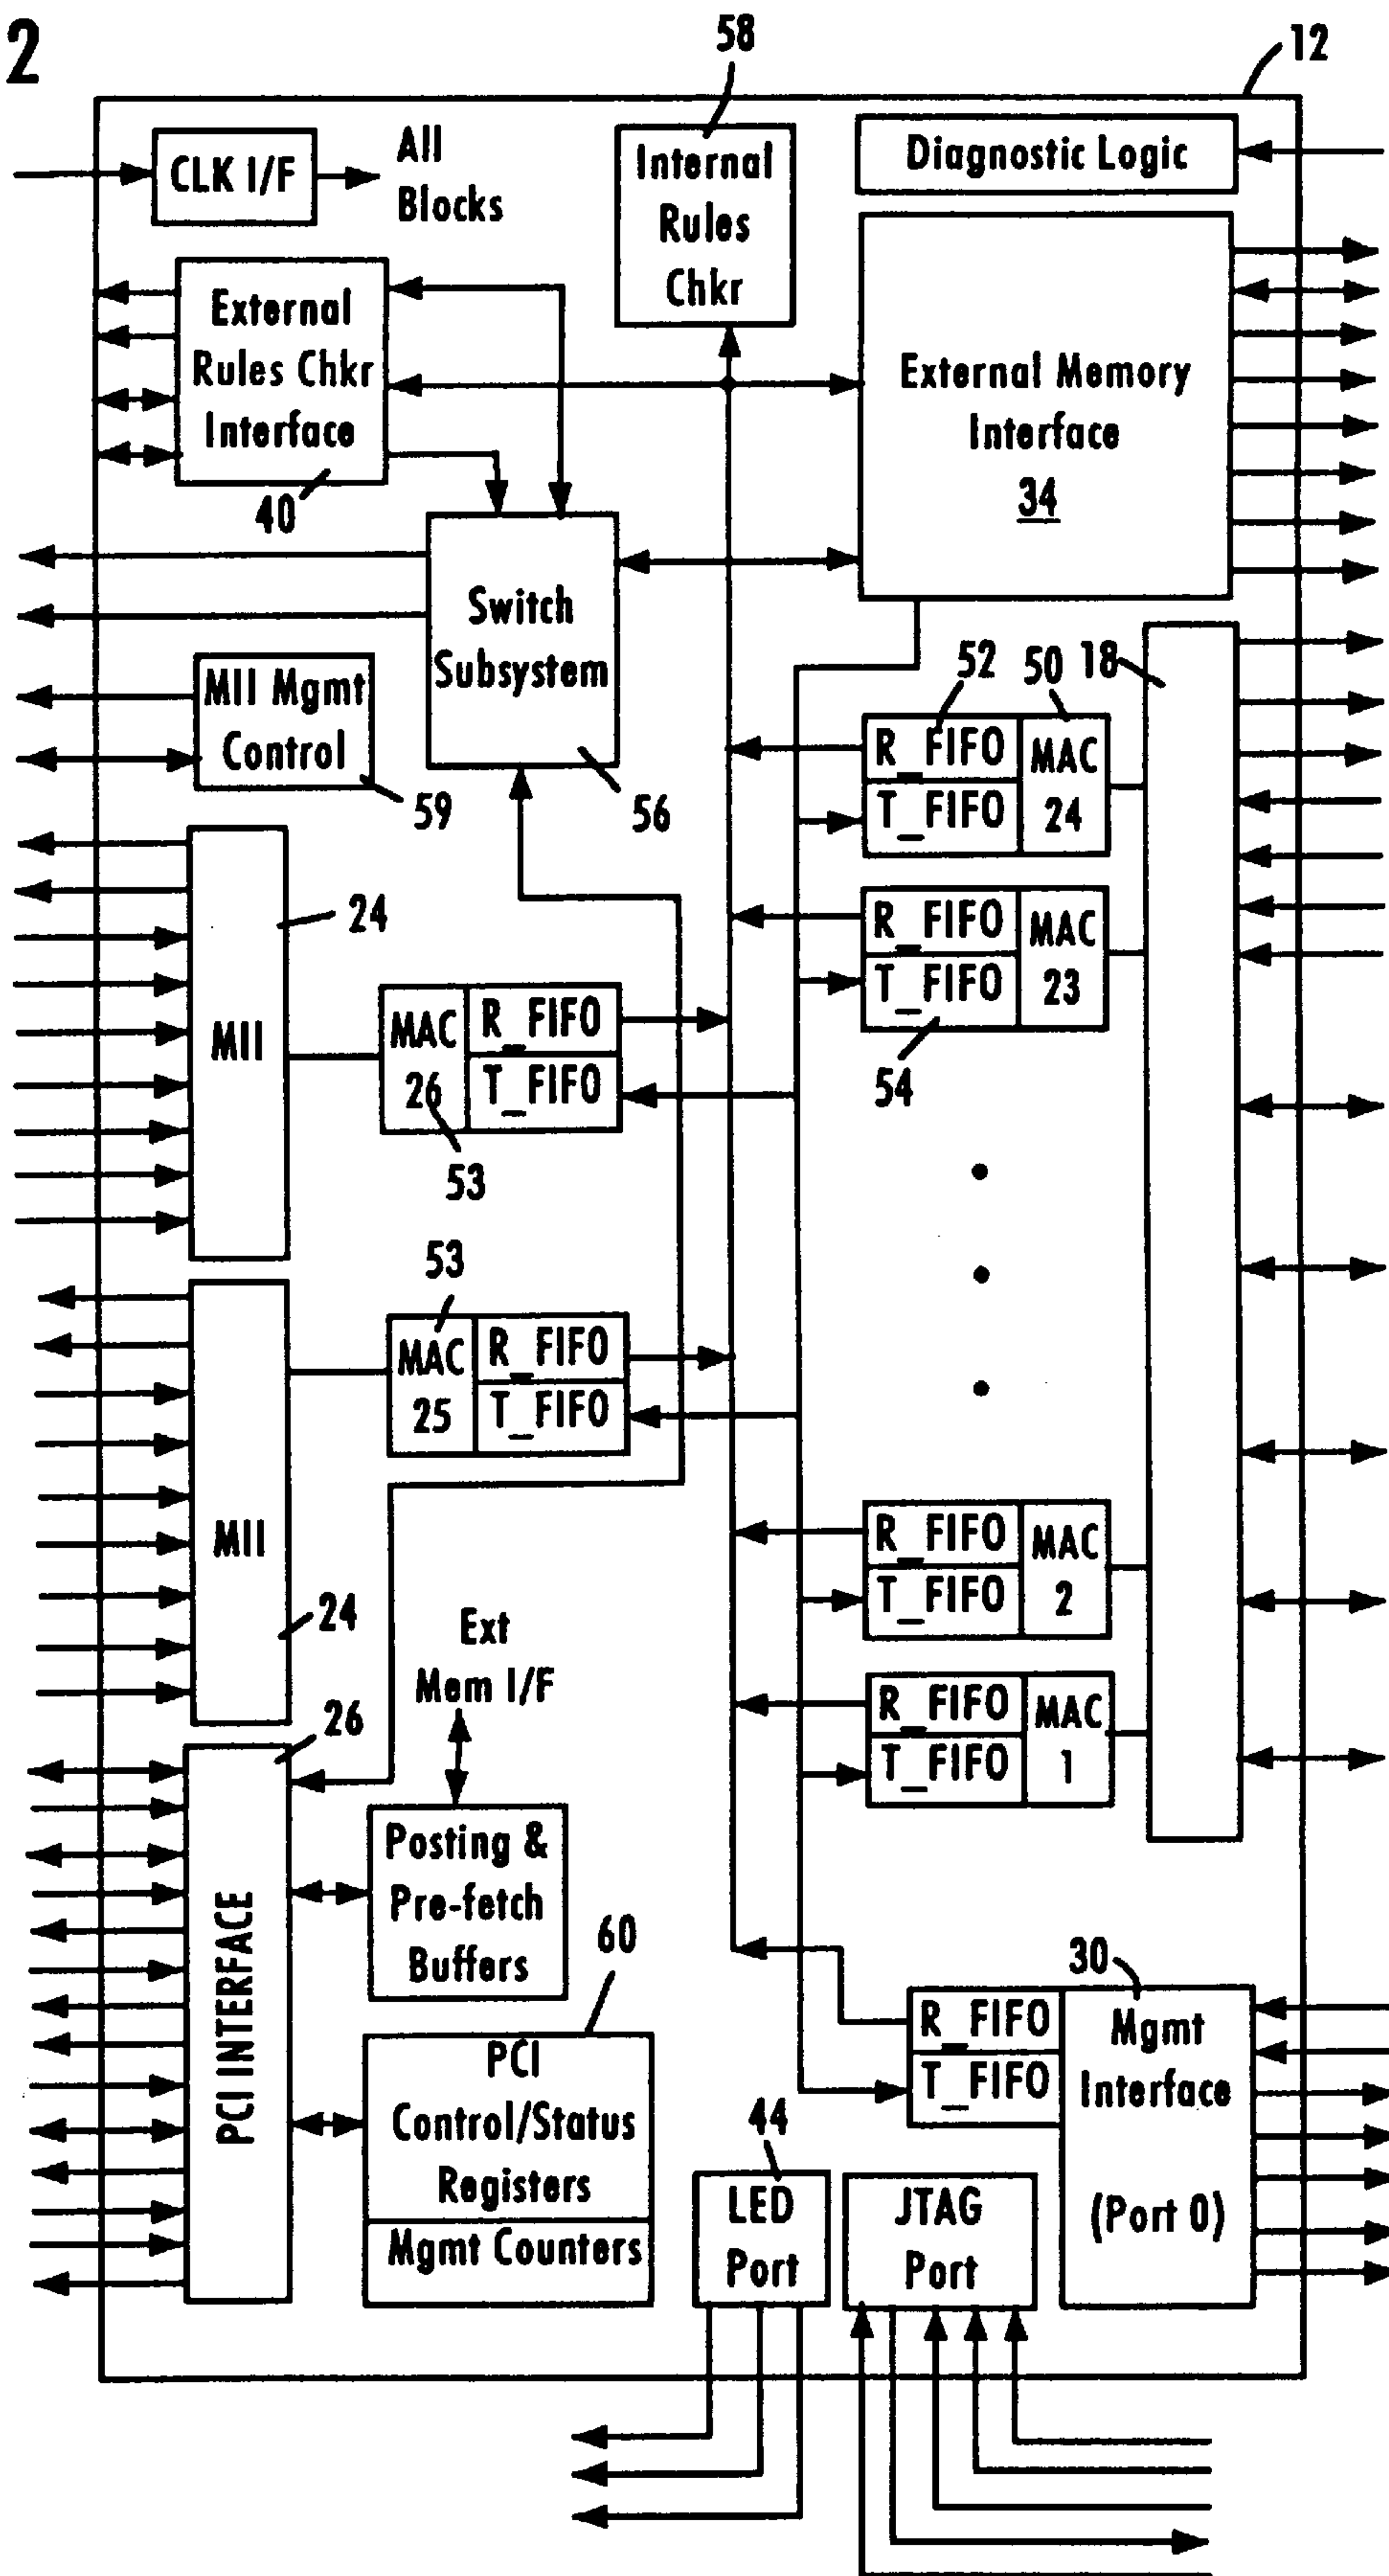 2
58
12
CLK I/F
All
Blocks
Internal
Rules
Chkr
Diagnostic Logic
External
Rules Chkr
Interface
40
External Memory
Interface
34
Switch
Subsystem
56
MII Mgmt
Control
59
52
50
18
R_FIFO
T_FIFO
MAC
24
R_FIFO
T_FIFO
MAC
23
54
24
MII
MAC
26
R_FIFO
T_FIFO
53
53
MAC
25
R_FIFO
T_FIFO
MII
24
R_FIFO
T_FIFO
MAC
2
R_FIFO
T_FIFO
MAC
1
Ext
Mem I/F
26
PCI INTERFACE
Posting &
Pre-fetch
Buffers
60
PCI
Control/Status
Registers
Mgmt Counters
30
R_FIFO
T_FIFO
Mgmt
Interface
(Port 0)
44
LED
Port
JTAG
Port